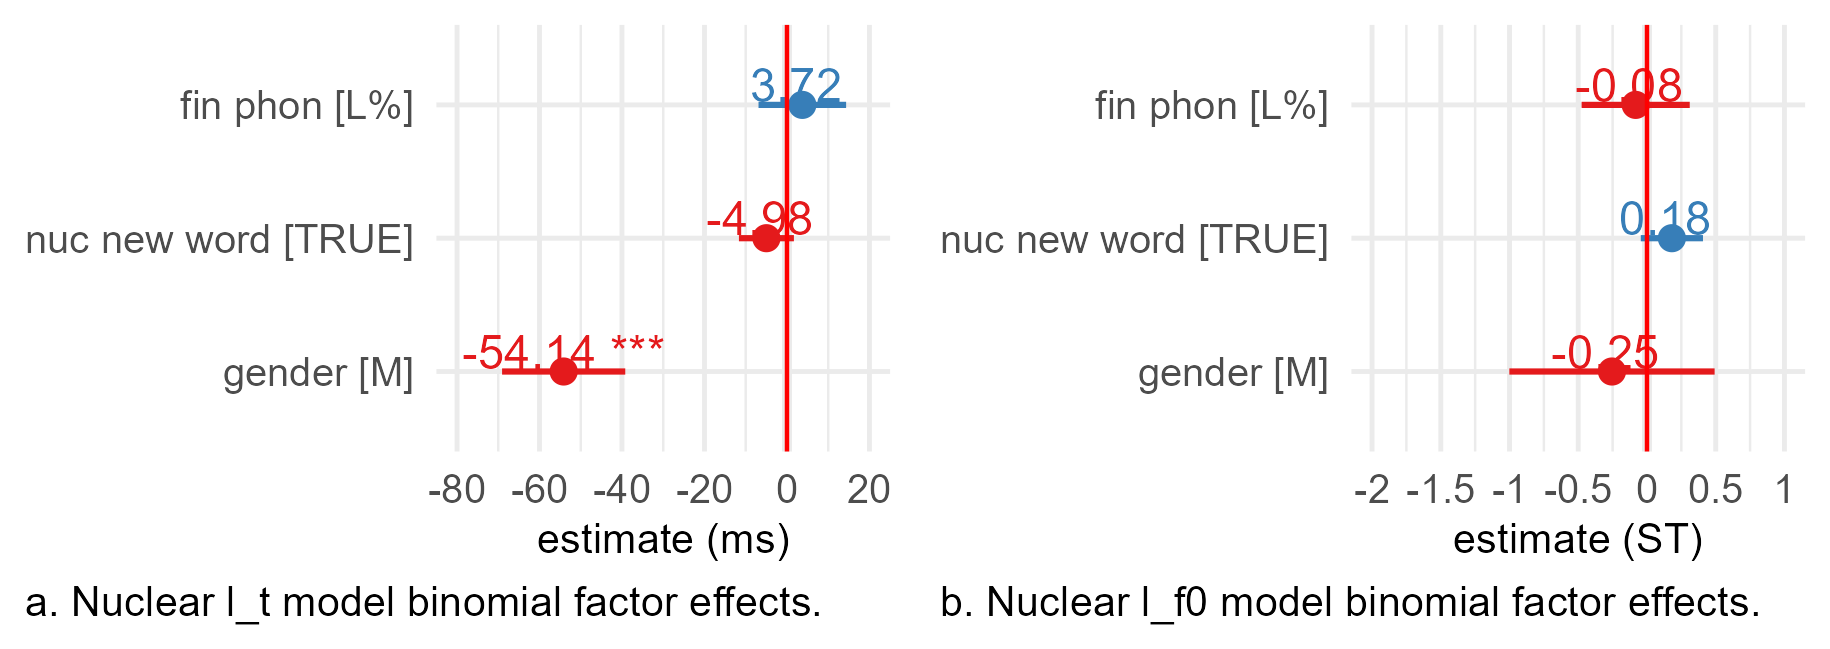 fin phon [L%]
3.72
nuc new word [TRUE]
-4.98
gender [M]
-54.14 ***
-80 -60 -40 -20 0 20
estimate (ms)
a. Nuclear l_t model binomial factor effects.
fin phon [L%]
-0.08
nuc new word [TRUE]
0.18
gender [M]
-0.25
-2 -1.5 -1 -0.5 0 0.5 1
estimate (ST)
b. Nuclear l_f0 model binomial factor effects.